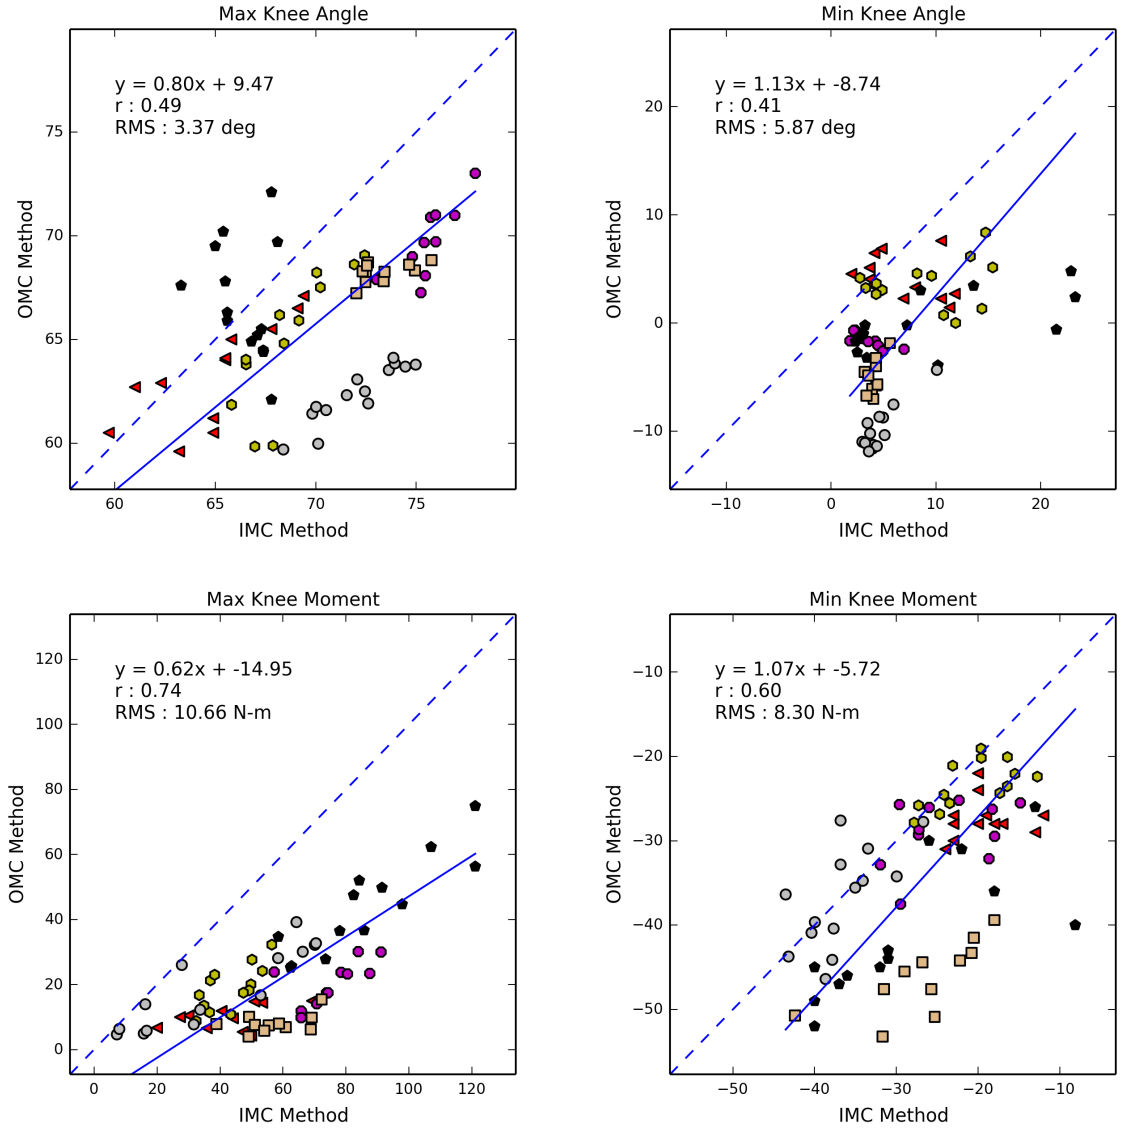 Max Knee Angle
y = 0.80x + 9.47
r : 0.49
RMS : 3.37 deg
75
70
65
60
OMC Method
60 65 70 75
IMC Method
Min Knee Angle
y = 1.13x + -8.74
r : 0.41
RMS : 5.87 deg
20
10
0
−10
OMC Method
−10 0 10 20
IMC Method
Max Knee Moment
y = 0.62x + -14.95
r : 0.74
RMS : 10.66 N-m
120
100
80
60
40
20
0
OMC Method
0 20 40 60 80 100 120
IMC Method
Min Knee Moment
y = 1.07x + -5.72
r : 0.60
RMS : 8.30 N-m
−10
−20
−30
−40
−50
OMC Method
−50 −40 −30 −20 −10
IMC Method